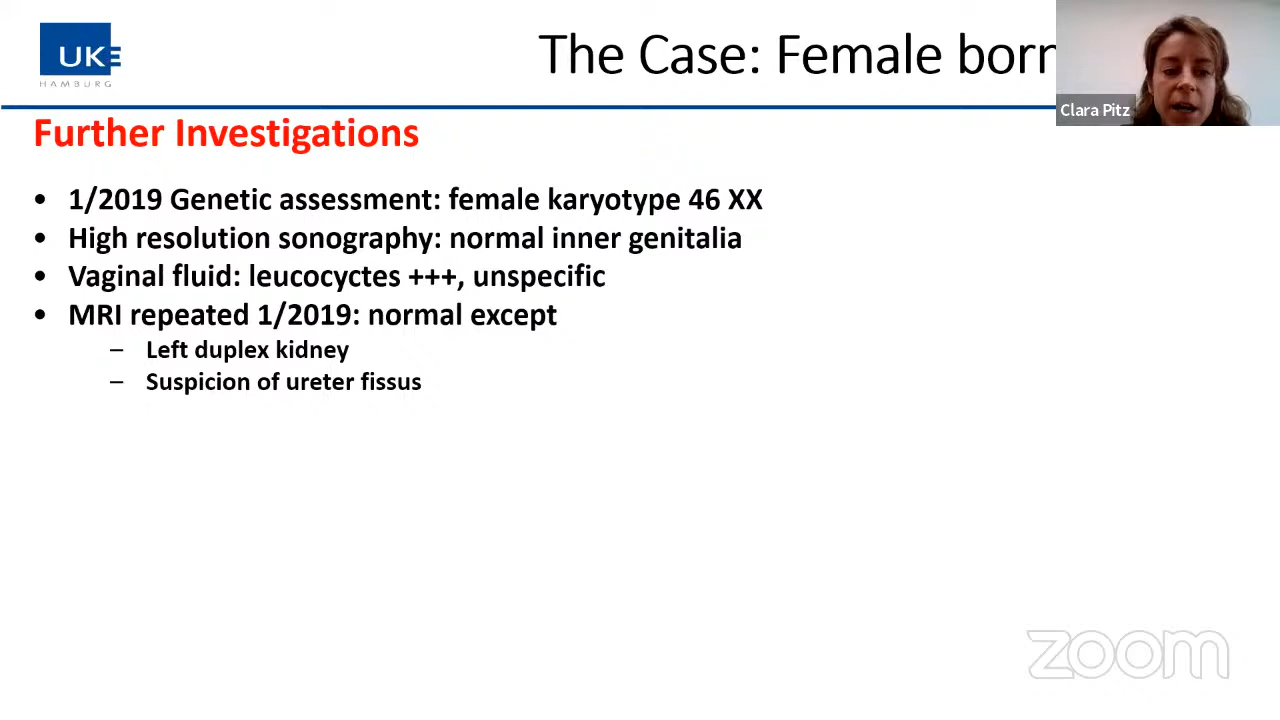 UKE
HAMBURG
The Case: Female born
Clara Pitz
Further Investigations
• 1/2019 Genetic assessment: female karyotype 46 XX
• High resolution sonography: normal inner genitalia
• Vaginal fluid: leucocyctes +++, unspecific
• MRI repeated 1/2019: normal except
– Left duplex kidney
– Suspicion of ureter fissus
zoom